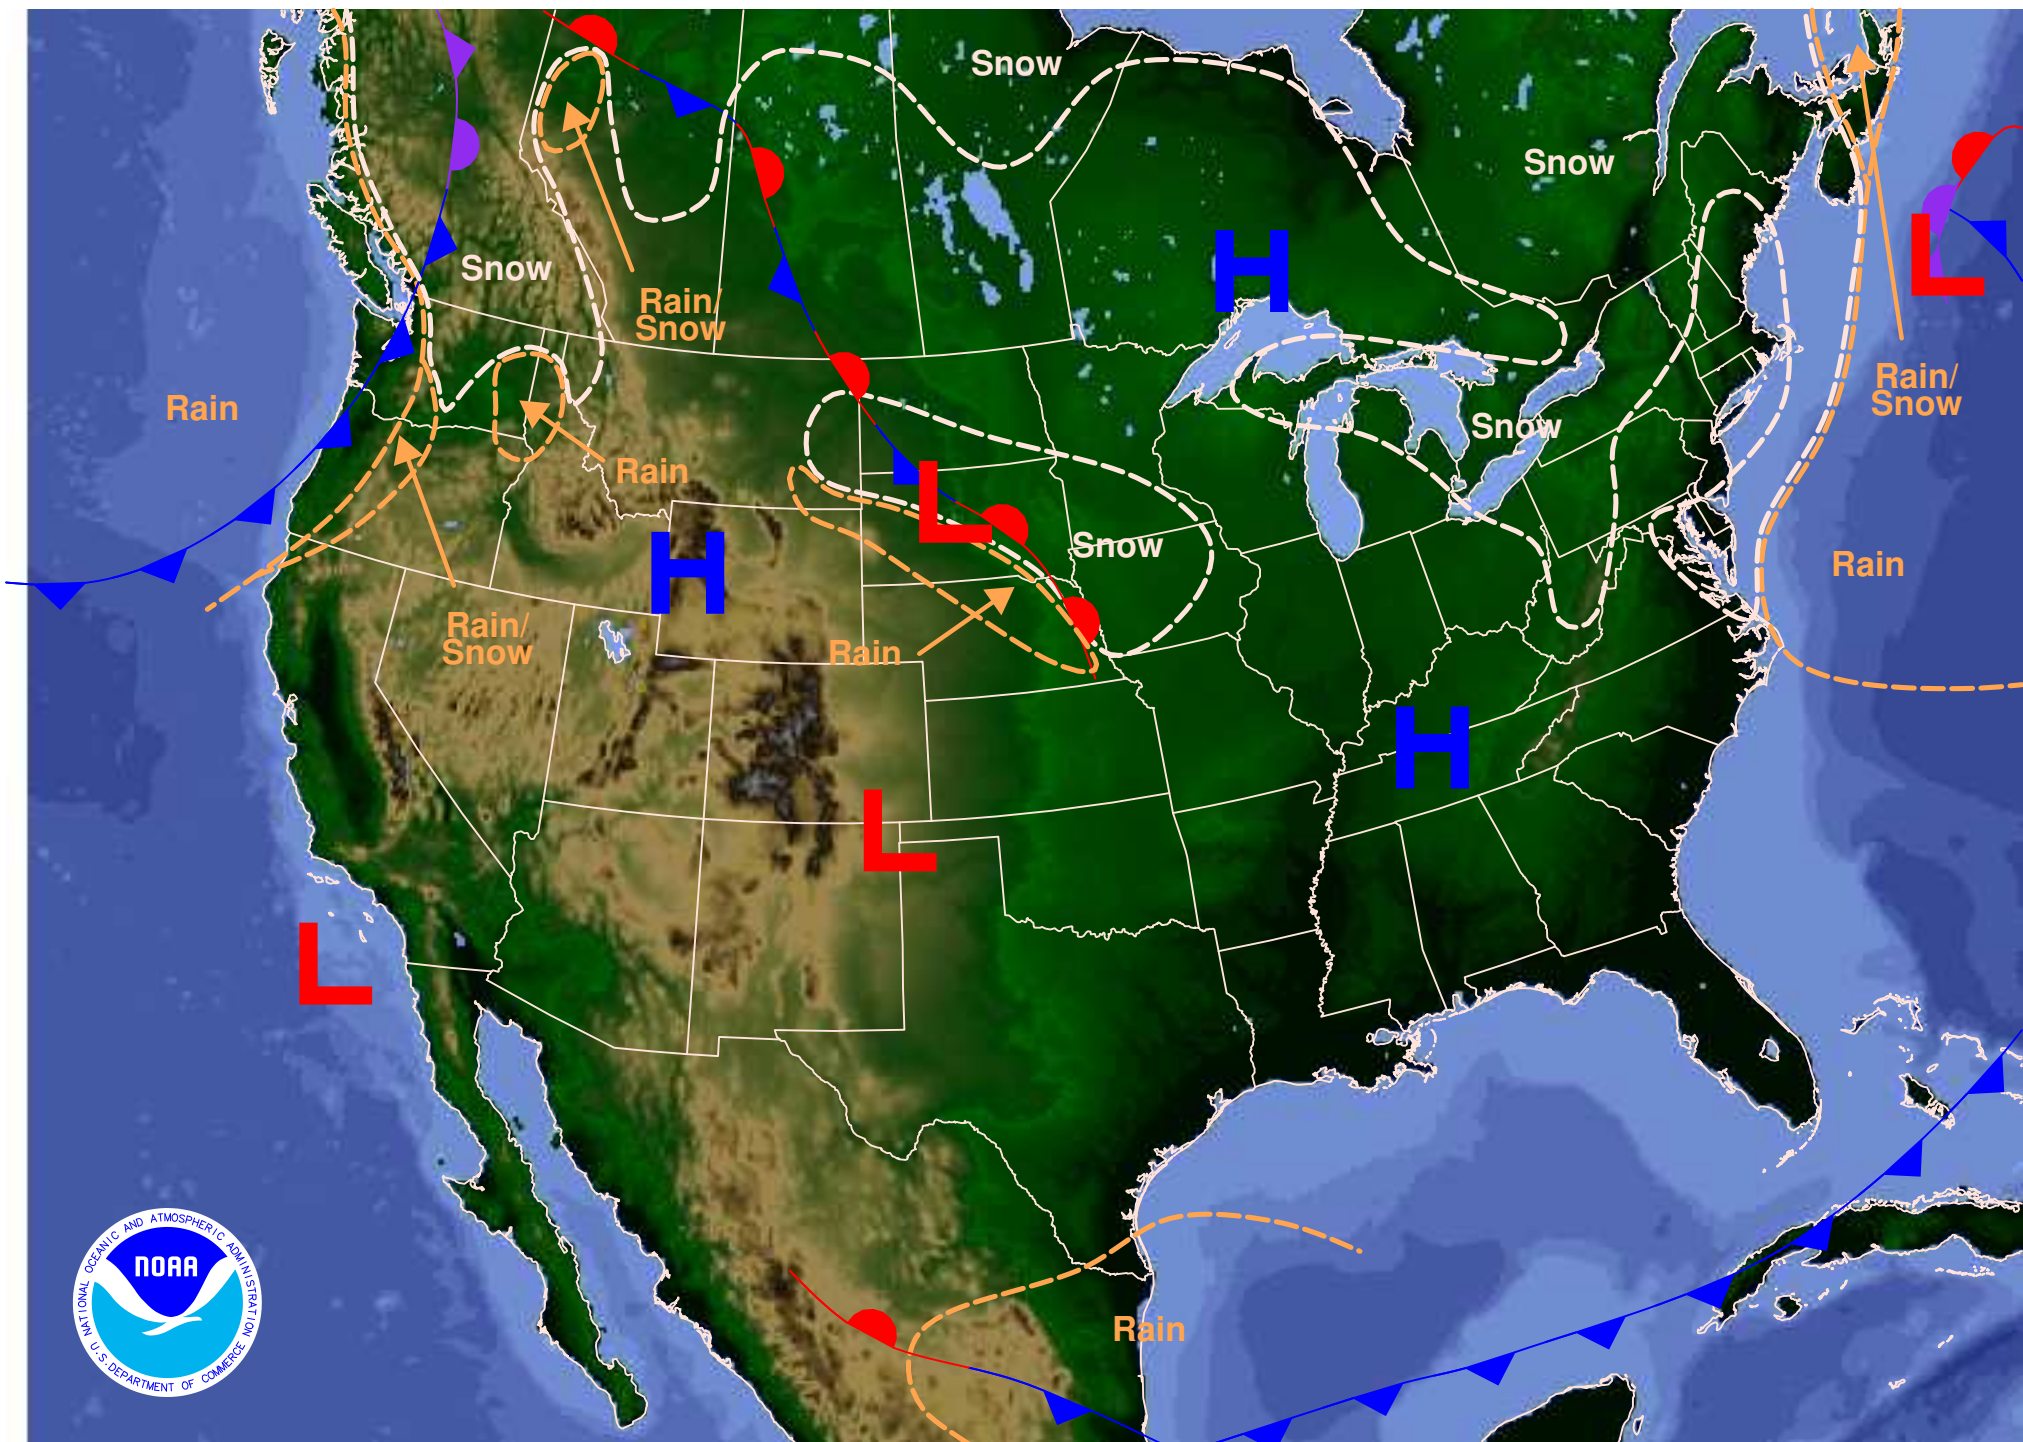 Snow
Snow
Snow
Rain/
Snow
H
L
Rain/
Snow
Rain
Snow
Rain
L
Snow
Rain
H
Rain/
Snow
Rain
H
L
L
NATIONAL OCEANIC AND ATMOSPHERIC ADMINISTRATION
NOAA
U.S. DEPARTMENT OF COMMERCE
Rain